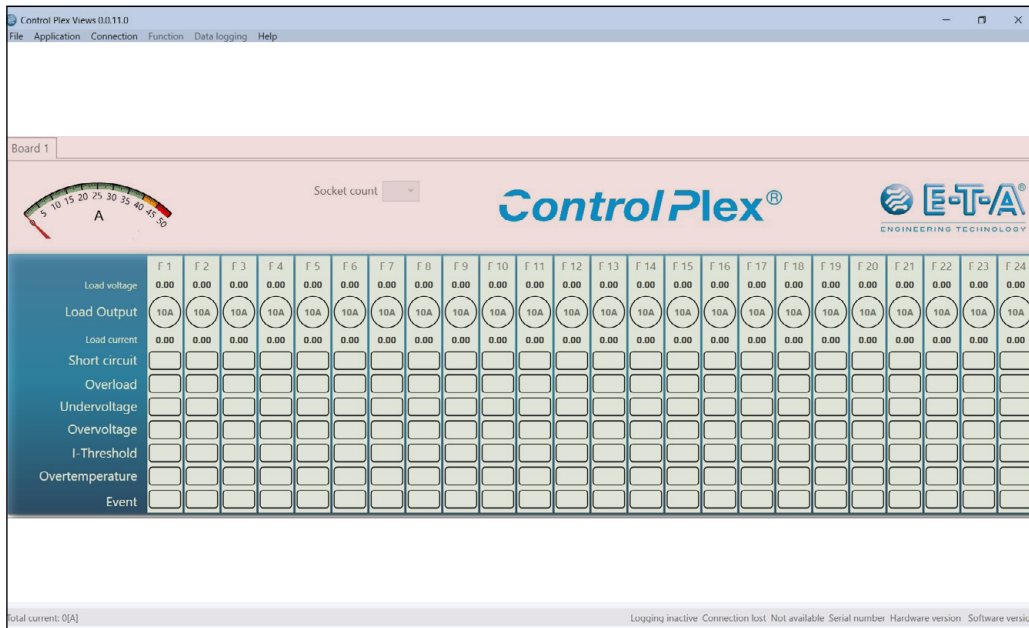 Control Plex Views 0.0.11.0
File Application Connection Function Data logging Help
Board 1
5 10 15 20 25 30 35 40 45 50
A
Socket count
Control Plex®
E-T-A®
ENGINEERING TECHNOLOGY
F 1 F 2 F 3 F 4 F 5 F 6 F 7 F 8 F 9 F 10 F 11 F 12 F 13 F 14 F 15 F 16 F 17 F 18 F 19 F 20 F 21 F 22 F 23 F 24
Load voltage 0.00 0.00 0.00 0.00 0.00 0.00 0.00 0.00 0.00 0.00 0.00 0.00 0.00 0.00 0.00 0.00 0.00 0.00 0.00 0.00 0.00 0.00 0.00 0.00
Load Output 10A 10A 10A 10A 10A 10A 10A 10A 10A 10A 10A 10A 10A 10A 10A 10A 10A 10A 10A 10A 10A 10A 10A 10A
Load current 0.00 0.00 0.00 0.00 0.00 0.00 0.00 0.00 0.00 0.00 0.00 0.00 0.00 0.00 0.00 0.00 0.00 0.00 0.00 0.00 0.00 0.00 0.00 0.00
Short circuit
Overload
Undervoltage
Overvoltage
I-Threshold
Overtemperature
Event
Total current: 0[A] Logging inactive Connection lost Not available Serial number Hardware version Software versio